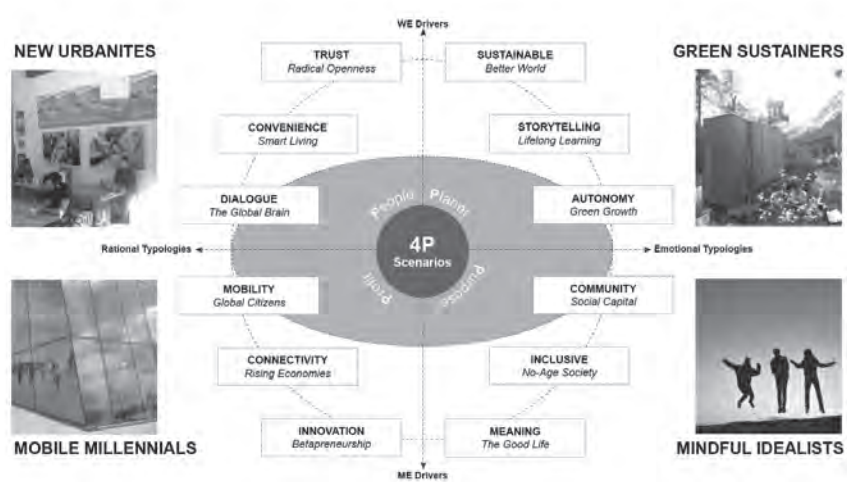 WE Drivers
NEW URBANITES
GREEN SUSTAINERS
TRUST
Radical Openness
SUSTAINABLE
Better World
CONVENIENCE
Smart Living
STORYTELLING
Lifelong Learning
DIALOGUE
The Global Brain
AUTONOMY
Green Growth
People
Planet
Rational Typologies
4P
Scenarios
Emotional Typologies
Profit
Purpose
MOBILITY
Global Citizens
COMMUNITY
Social Capital
CONNECTIVITY
Rising Economies
INCLUSIVE
No-Age Society
INNOVATION
Betapreneurship
MEANING
The Good Life
MOBILE MILLENNIALS
MINDFUL IDEALISTS
ME Drivers